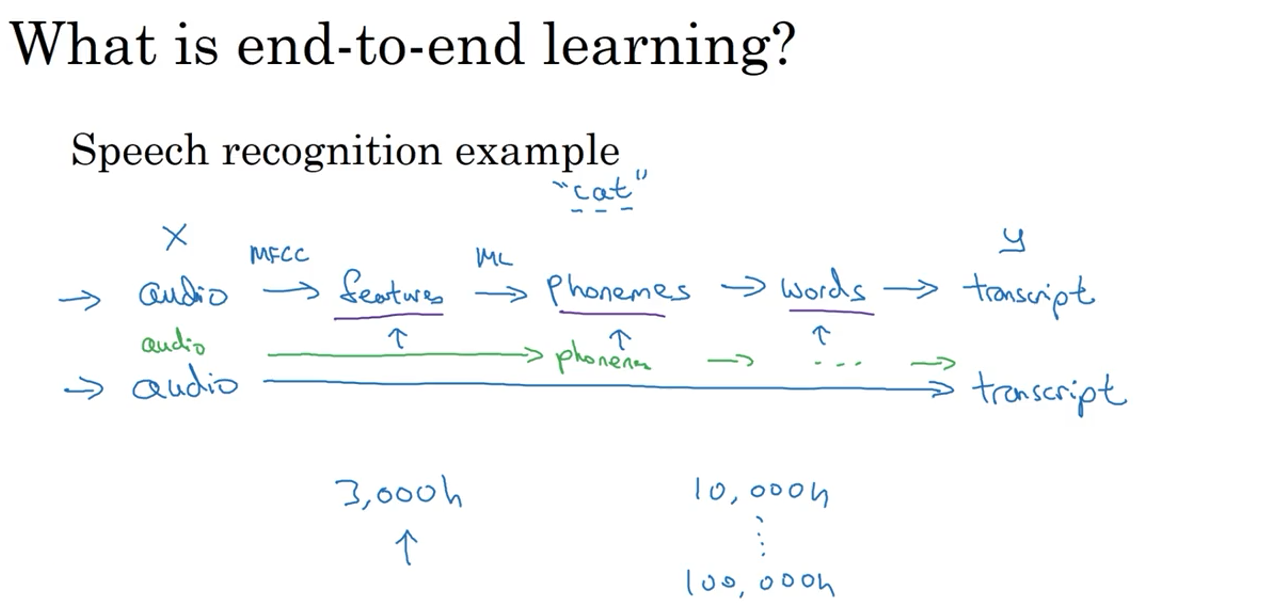 What is end-to-end learning?
Speech recognition example
"cat"
X MFCC ML y
→ audio → features → phonemes → words → transcript
audio → phonemes → ... →
→ audio → transcript
3,000h 10,000h
↑ ⋮
100,000h